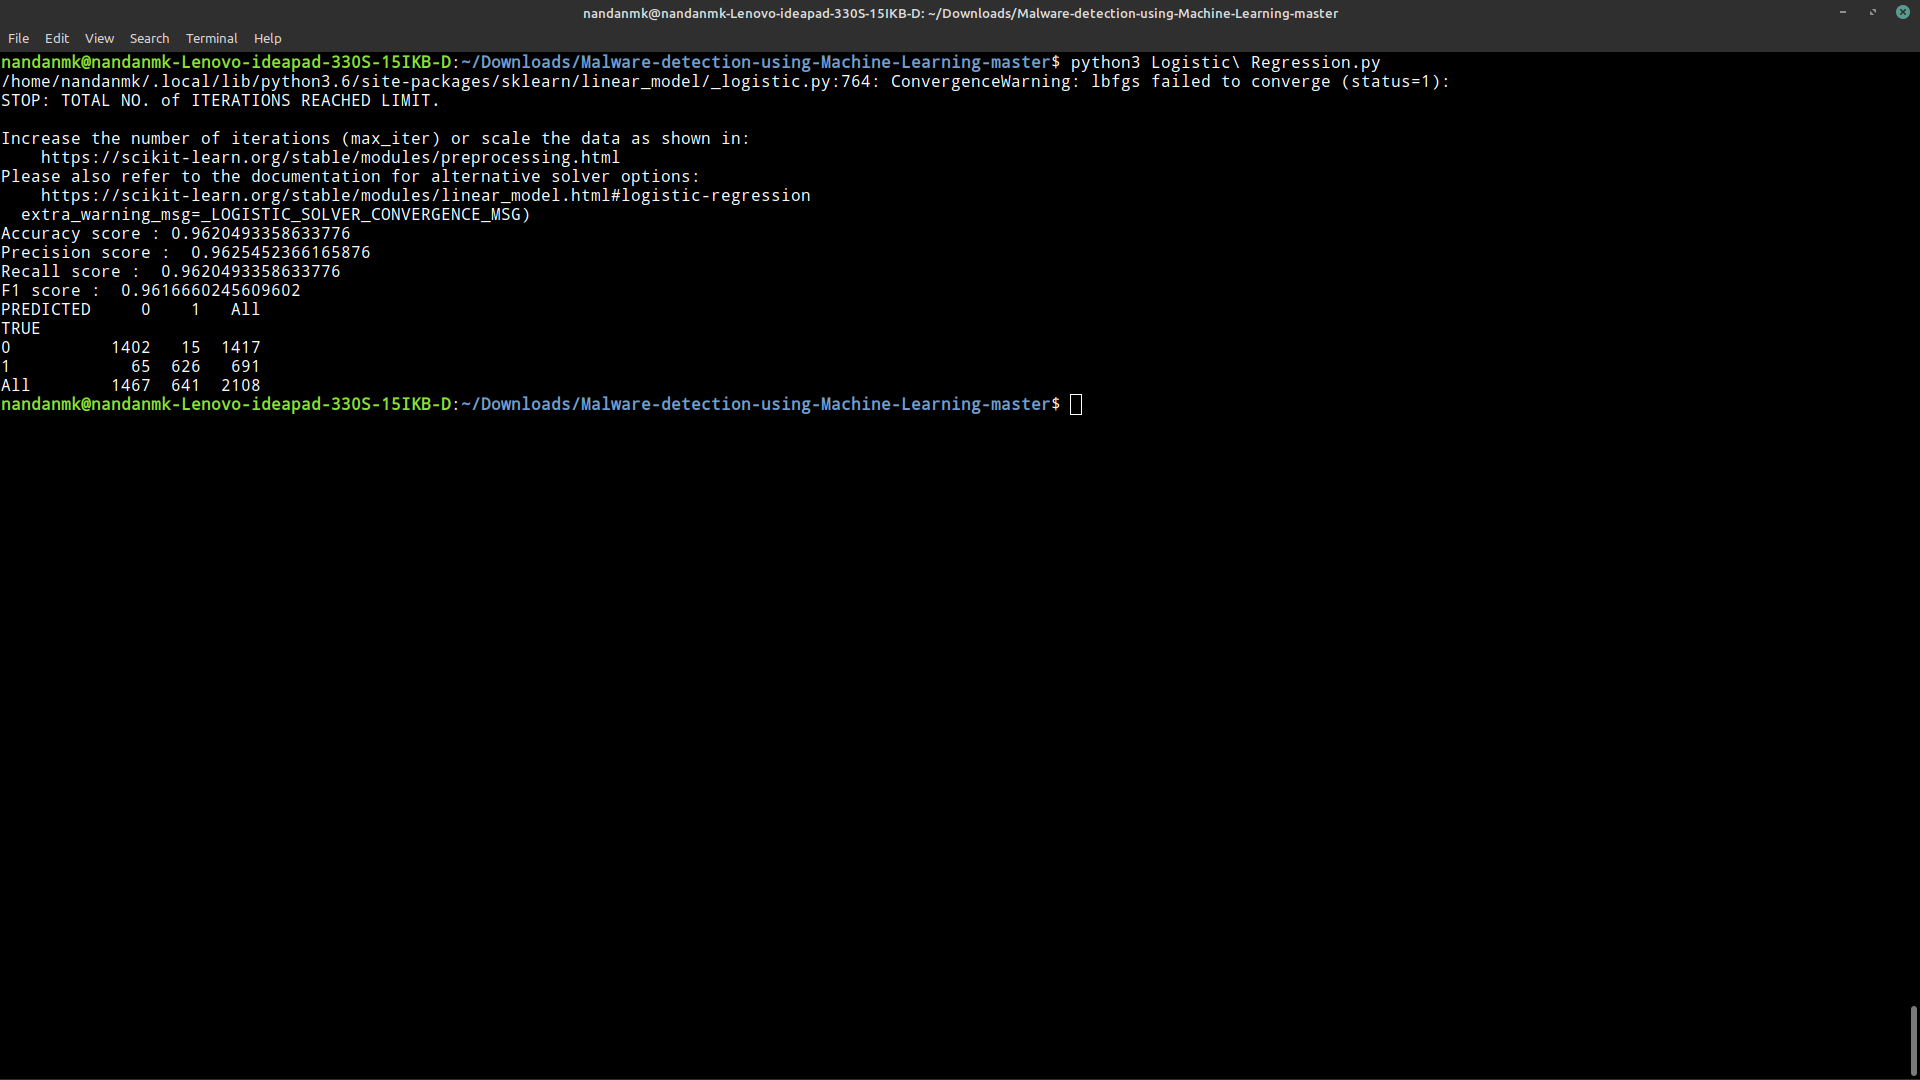 nandanmk@nandanmk-Lenovo-ideapad-330S-15IKB-D: ~/Downloads/Malware-detection-using-Machine-Learning-master
File Edit View Search Terminal Help
nandanmk@nandanmk-Lenovo-ideapad-330S-15IKB-D:~/Downloads/Malware-detection-using-Machine-Learning-master$ python3 Logistic\ Regression.py
/home/nandanmk/.local/lib/python3.6/site-packages/sklearn/linear_model/_logistic.py:764: ConvergenceWarning: lbfgs failed to converge (status=1):
STOP: TOTAL NO. of ITERATIONS REACHED LIMIT.

Increase the number of iterations (max_iter) or scale the data as shown in:
    https://scikit-learn.org/stable/modules/preprocessing.html
Please also refer to the documentation for alternative solver options:
    https://scikit-learn.org/stable/modules/linear_model.html#logistic-regression
  extra_warning_msg=_LOGISTIC_SOLVER_CONVERGENCE_MSG)
Accuracy score : 0.9620493358633776
Precision score :  0.9625452366165876
Recall score :  0.9620493358633776
F1 score :  0.9616660245609602
PREDICTED     0    1   All
TRUE
0          1402   15  1417
1            65  626   691
All        1467  641  2108
nandanmk@nandanmk-Lenovo-ideapad-330S-15IKB-D:~/Downloads/Malware-detection-using-Machine-Learning-master$